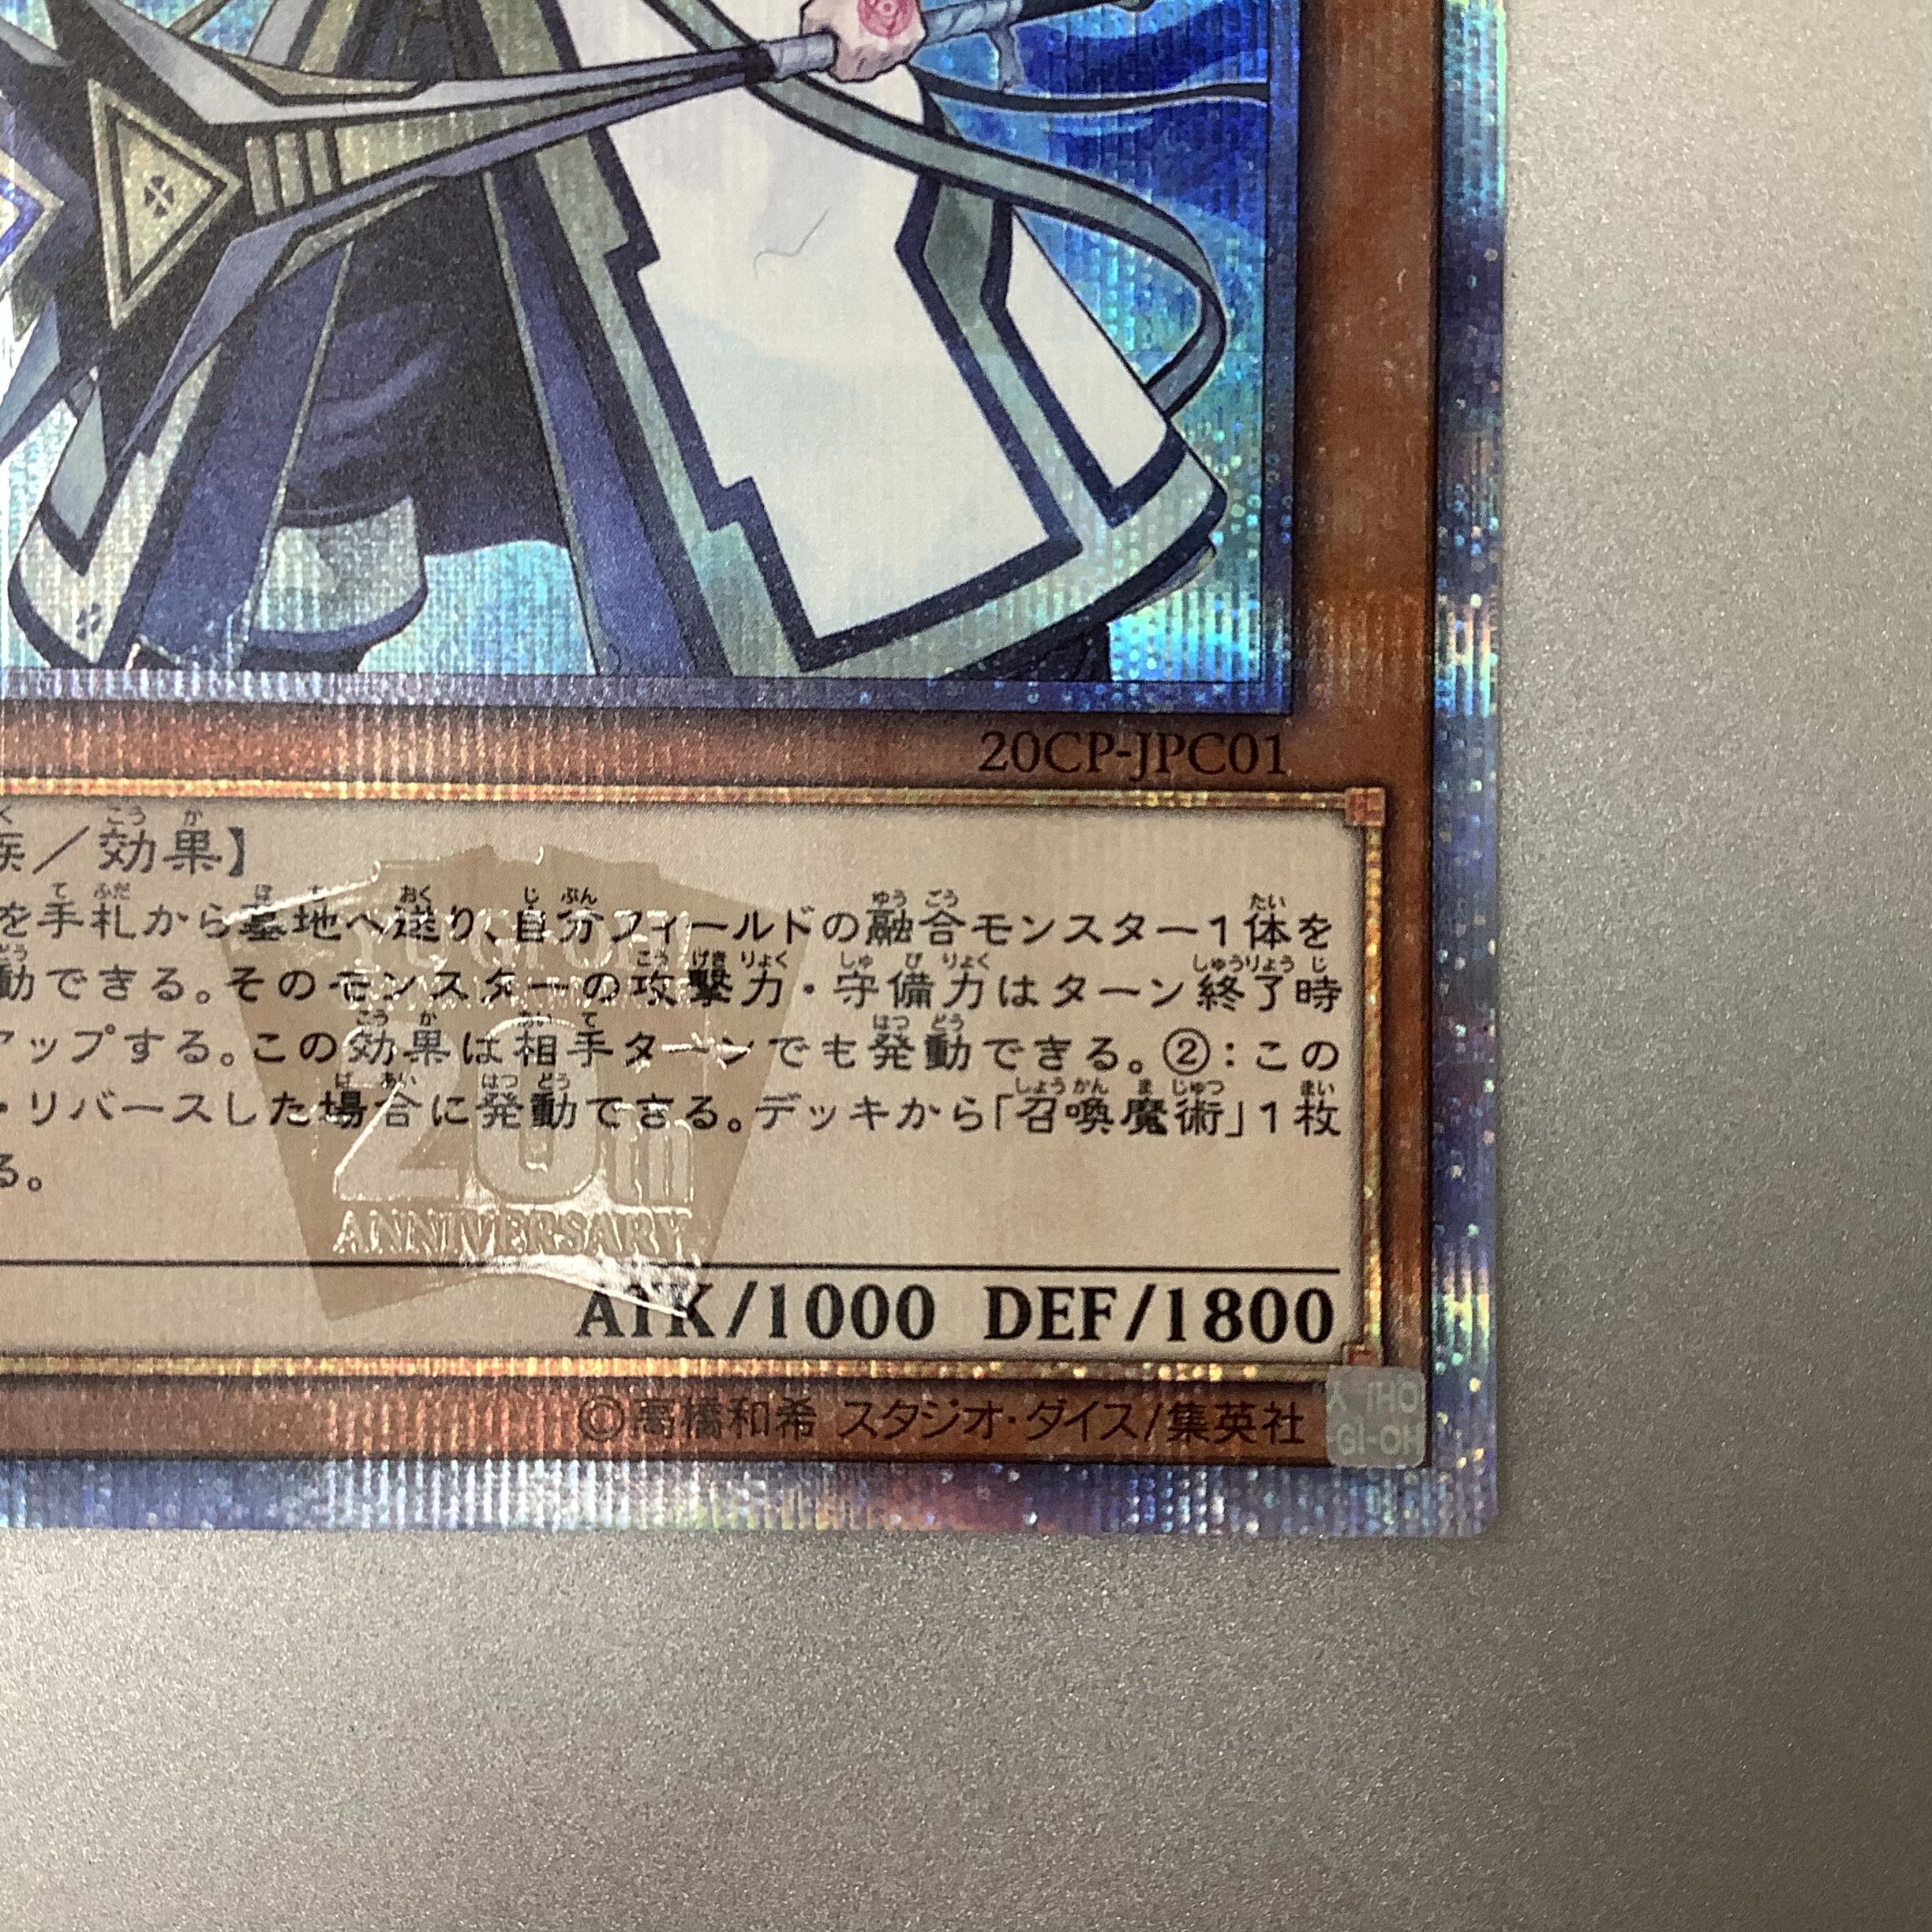 20CP-JPC01
族／効果】
を手札から墓地へ送り、自分フィールドの融合モンスター1体を
動できる。そのモンスターの攻撃力・守備力はターン終了時
アップする。この効果は相手ターンでも発動できる。②：この
・リバースした場合に発動できる。デッキから「召喚魔術」1枚
る。
YU-GI-OH!
20th
ANNIVERSARY
ATK/1000 DEF/1800
©高橋和希 スタジオ・ダイス/集英社
GI-OH